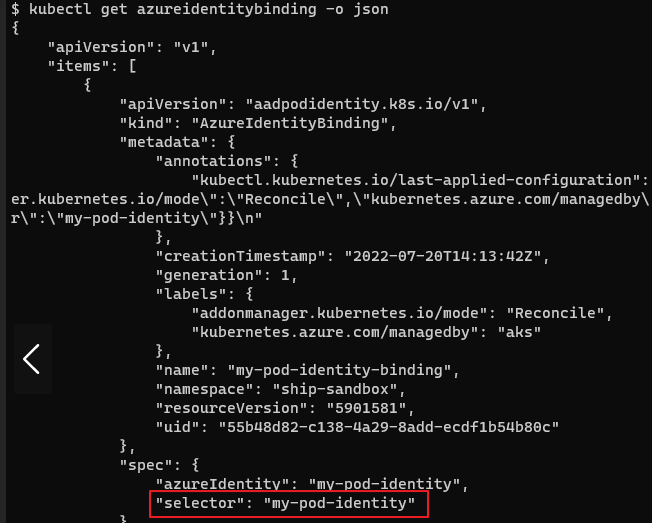 $ kubectl get azureidentitybinding -o json
{
    "apiVersion": "v1",
    "items": [
        {
            "apiVersion": "aadpodidentity.k8s.io/v1",
            "kind": "AzureIdentityBinding",
            "metadata": {
                "annotations": {
                    "kubectl.kubernetes.io/last-applied-configuration":
er.kubernetes.io/mode\":\"Reconcile\",\"kubernetes.azure.com/managedby\
r\":\"my-pod-identity\"}}\n"
                },
                "creationTimestamp": "2022-07-20T14:13:42Z",
                "generation": 1,
                "labels": {
                    "addonmanager.kubernetes.io/mode": "Reconcile",
                    "kubernetes.azure.com/managedby": "aks"
                },
                "name": "my-pod-identity-binding",
                "namespace": "ship-sandbox",
                "resourceVersion": "5901581",
                "uid": "55b48d82-c138-4a29-8add-ecdf1b54b80c"
            },
            "spec": {
                "azureIdentity": "my-pod-identity",
                "selector": "my-pod-identity"
            }